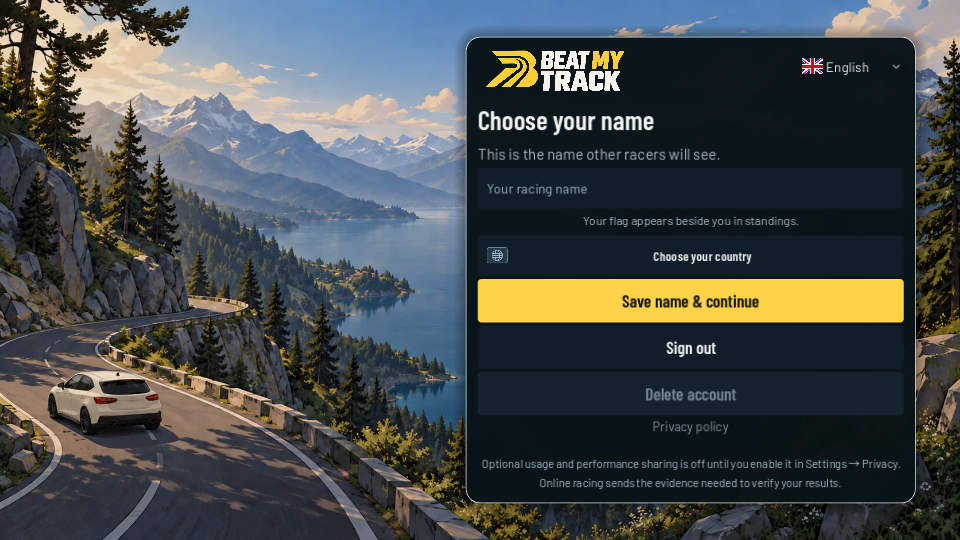 BEAT MY
TRACK
English
Choose your name
This is the name other racers will see.
Your racing name
Your flag appears beside you in standings.
Choose your country
Save name & continue
Sign out
Delete account
Privacy policy
Optional usage and performance sharing is off until you enable it in Settings → Privacy.
Online racing sends the evidence needed to verify your results.